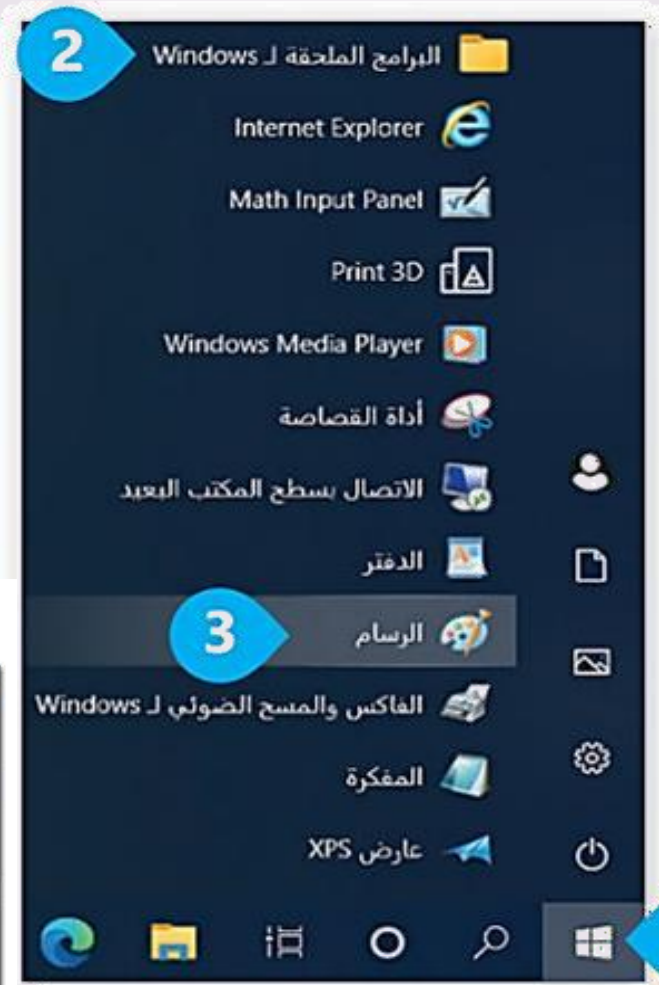 2
البرامج الملحقة لـ Windows
Internet Explorer
Math Input Panel
Print 3D
Windows Media Player
أداة القصاصة
الاتصال بسطح المكتب البعيد
الدفتر
الرسام
3
الفاكس والمسح الضوئي لـ Windows
المفكرة
عارض XPS